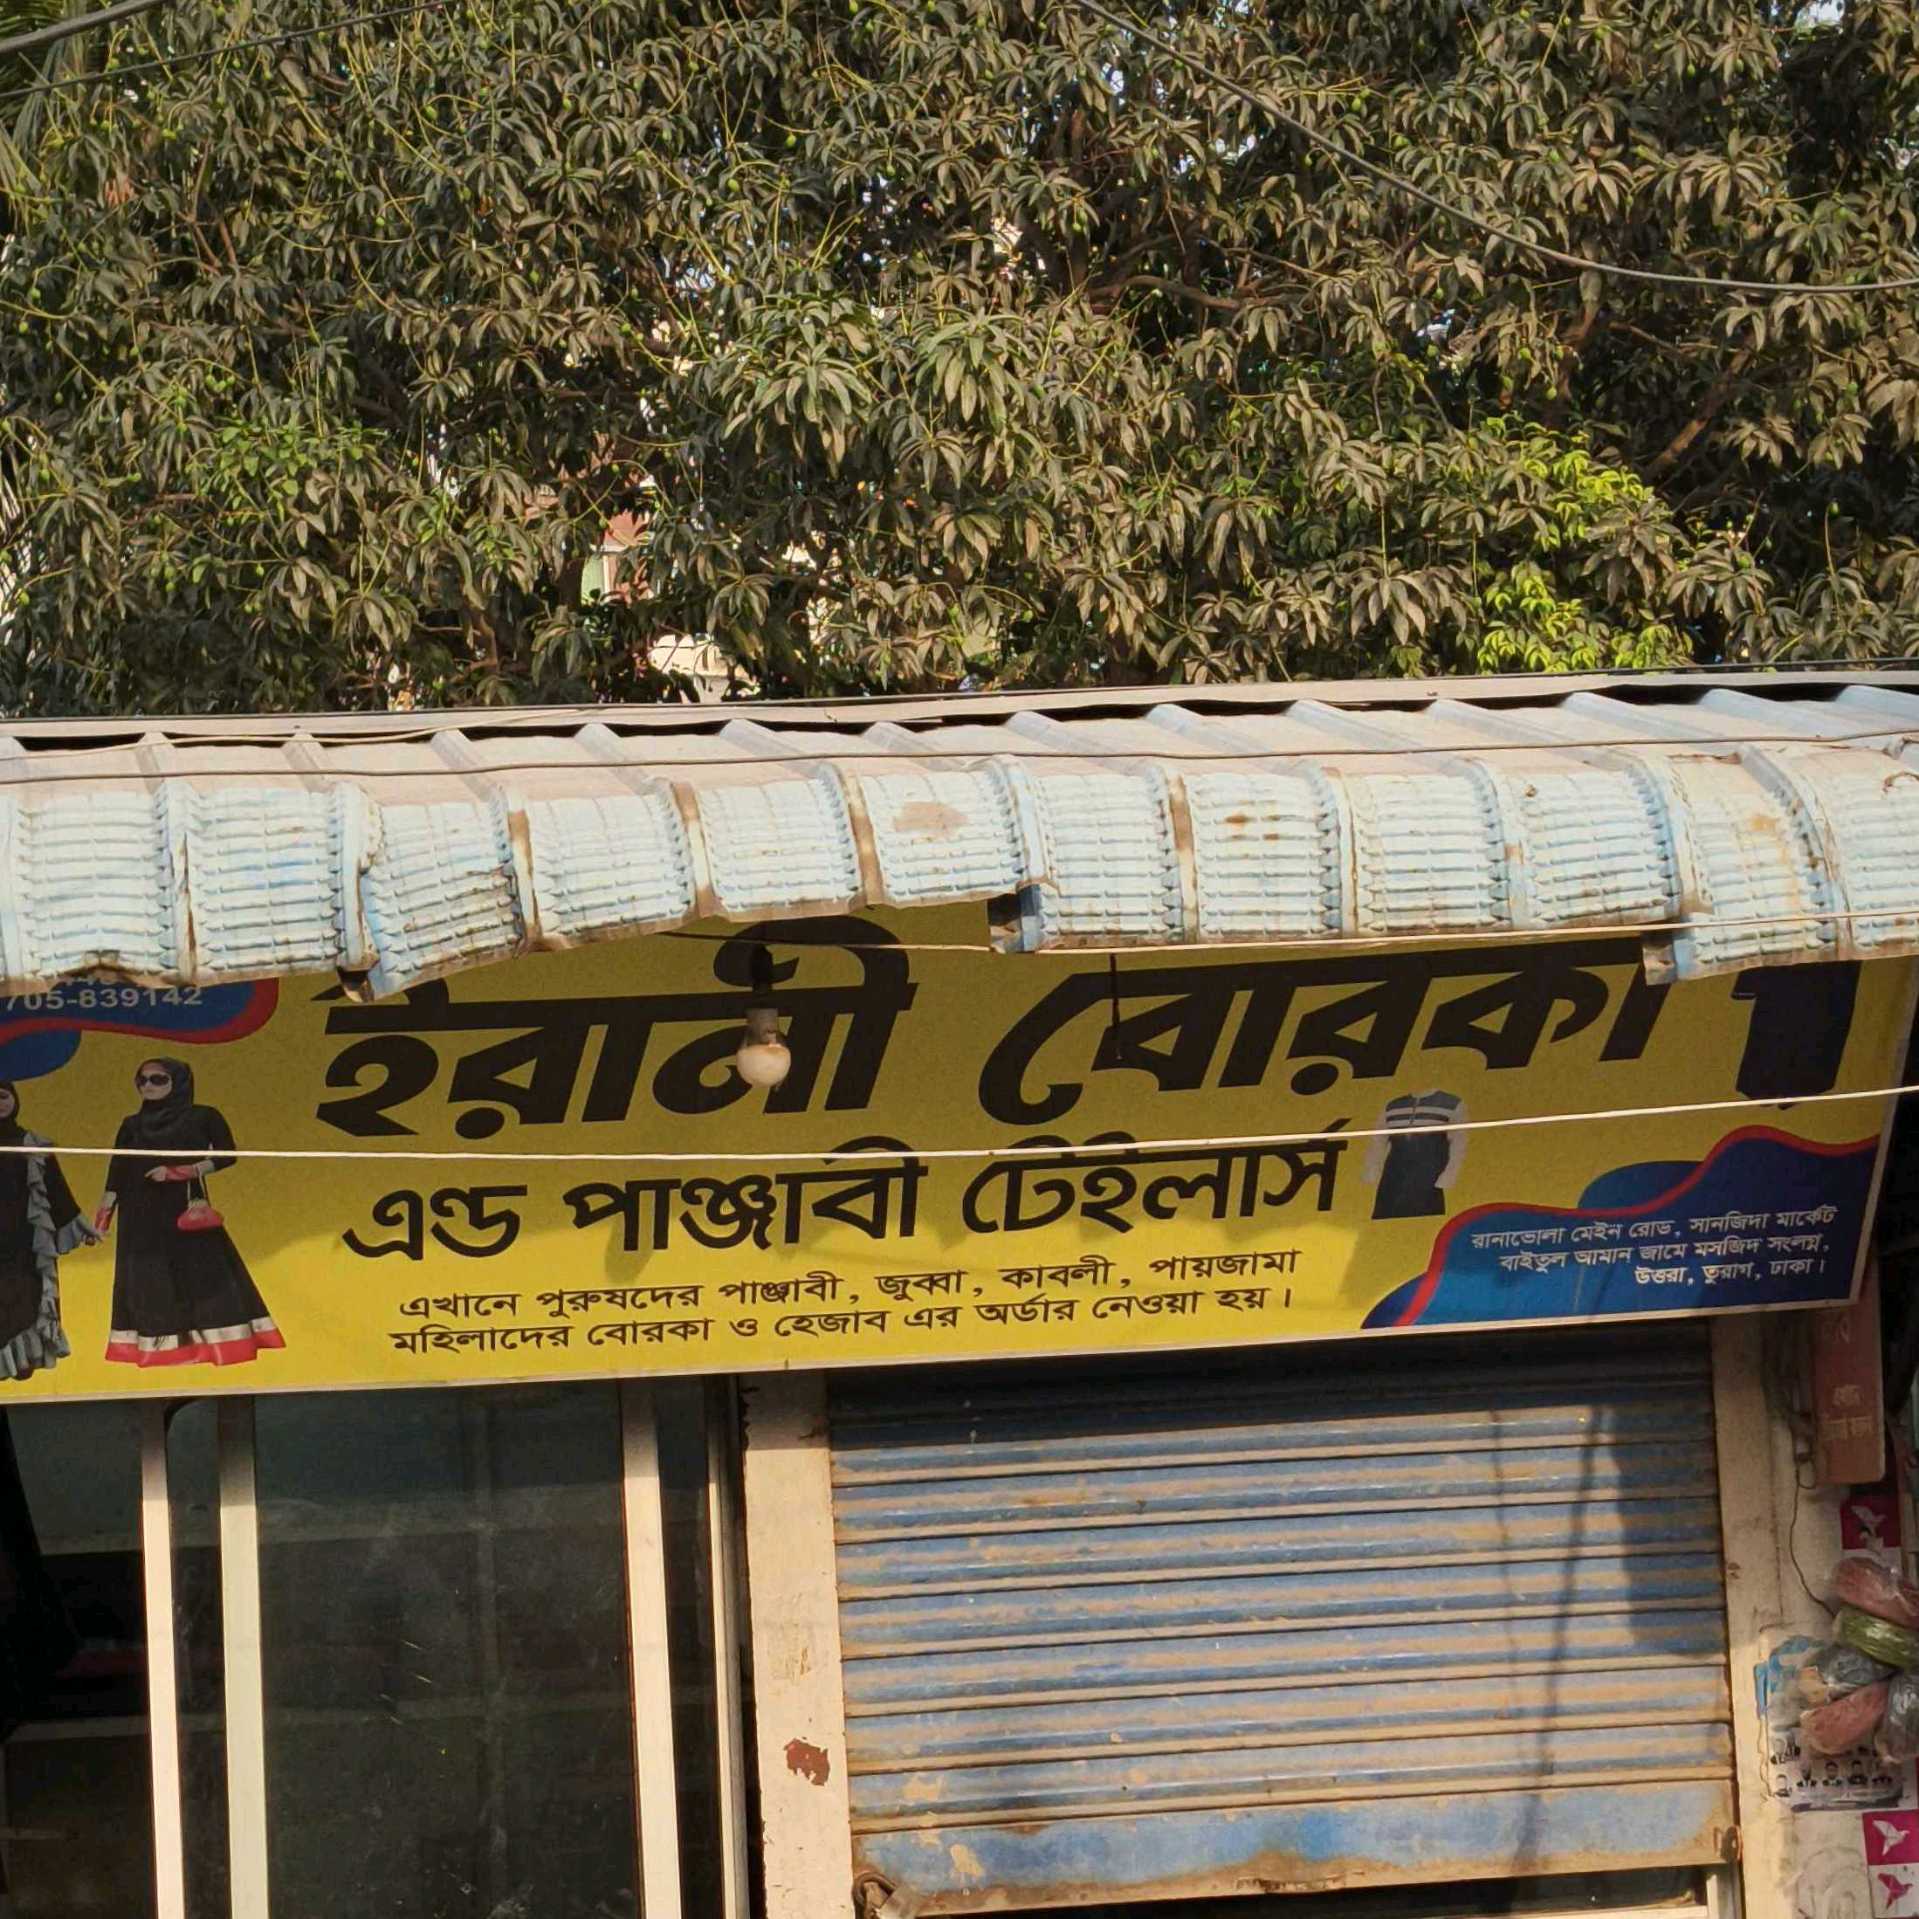 705-839142
ইরানী বোরকা
এন্ড পাঞ্জাবী টেইলার্স
এখানে পুরুষদের পাঞ্জাবী, জুব্বা, কাবলী, পায়জামা
মহিলাদের বোরকা ও হেজাব এর অর্ডার নেওয়া হয়।
রানাভোলা মেইন রোড, সানজিদা মার্কেট
বাইতুল আমান জামে মসজিদ সংলগ্ন,
উত্তরা, তুরাগ, ঢাকা।